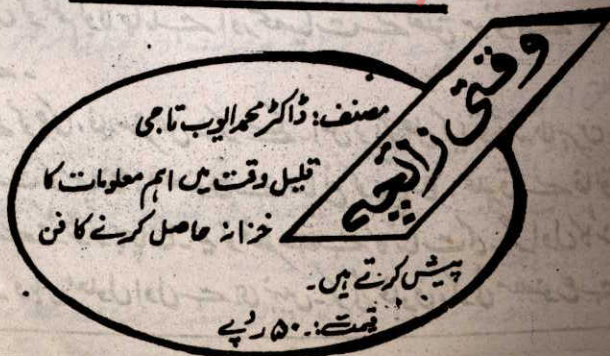 وقتی زائچہ
مصنف: ڈاکٹر محمد ایوب تاجی
قلیل وقت میں اہم معلومات کا
خزانہ حاصل کرنے کا فن
پیش کرتے ہیں۔
قیمت:۔ ۵۰ روپے